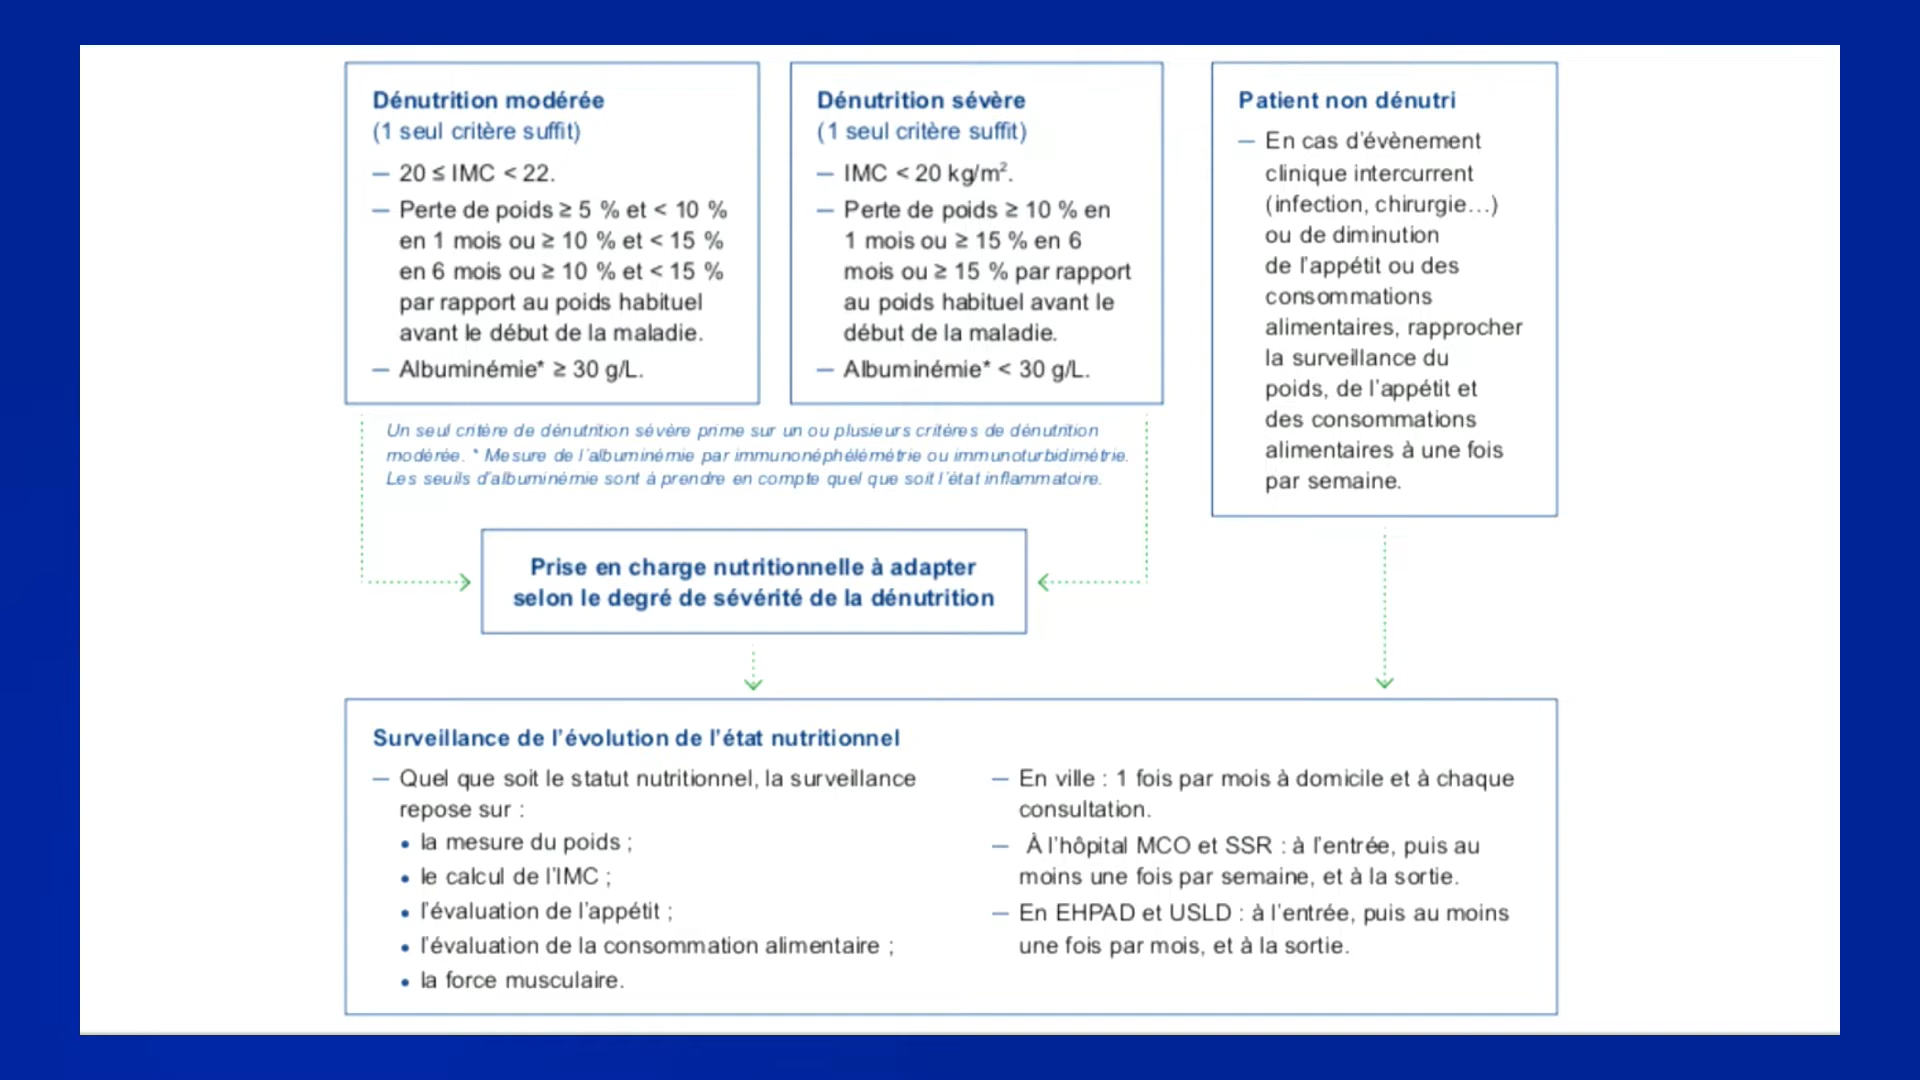 Dénutrition modérée
(1 seul critère suffit)
— 20 ≤ IMC < 22.
— Perte de poids ≥ 5 % et < 10 %
en 1 mois ou ≥ 10 % et < 15 %
en 6 mois ou ≥ 10 % et < 15 %
par rapport au poids habituel
avant le début de la maladie.
— Albuminémie* ≥ 30 g/L.
Dénutrition sévère
(1 seul critère suffit)
— IMC < 20 kg/m².
— Perte de poids ≥ 10 % en
1 mois ou ≥ 15 % en 6
mois ou ≥ 15 % par rapport
au poids habituel avant le
début de la maladie.
— Albuminémie* < 30 g/L.
Patient non dénutri
— En cas d'évènement
clinique intercurrent
(infection, chirurgie…)
ou de diminution
de l'appétit ou des
consommations
alimentaires, rapprocher
la surveillance du
poids, de l'appétit et
des consommations
alimentaires à une fois
par semaine.
Un seul critère de dénutrition sévère prime sur un ou plusieurs critères de dénutrition
modérée. * Mesure de l'albuminémie par immunonéphélémétrie ou immunoturbidimétrie.
Les seuils d'albuminémie sont à prendre en compte quel que soit l'état inflammatoire.
Prise en charge nutritionnelle à adapter
selon le degré de sévérité de la dénutrition
Surveillance de l'évolution de l'état nutritionnel
— Quel que soit le statut nutritionnel, la surveillance
repose sur :
• la mesure du poids ;
• le calcul de l'IMC ;
• l'évaluation de l'appétit ;
• l'évaluation de la consommation alimentaire ;
• la force musculaire.
— En ville : 1 fois par mois à domicile et à chaque
consultation.
— À l'hôpital MCO et SSR : à l'entrée, puis au
moins une fois par semaine, et à la sortie.
— En EHPAD et USLD : à l'entrée, puis au moins
une fois par mois, et à la sortie.